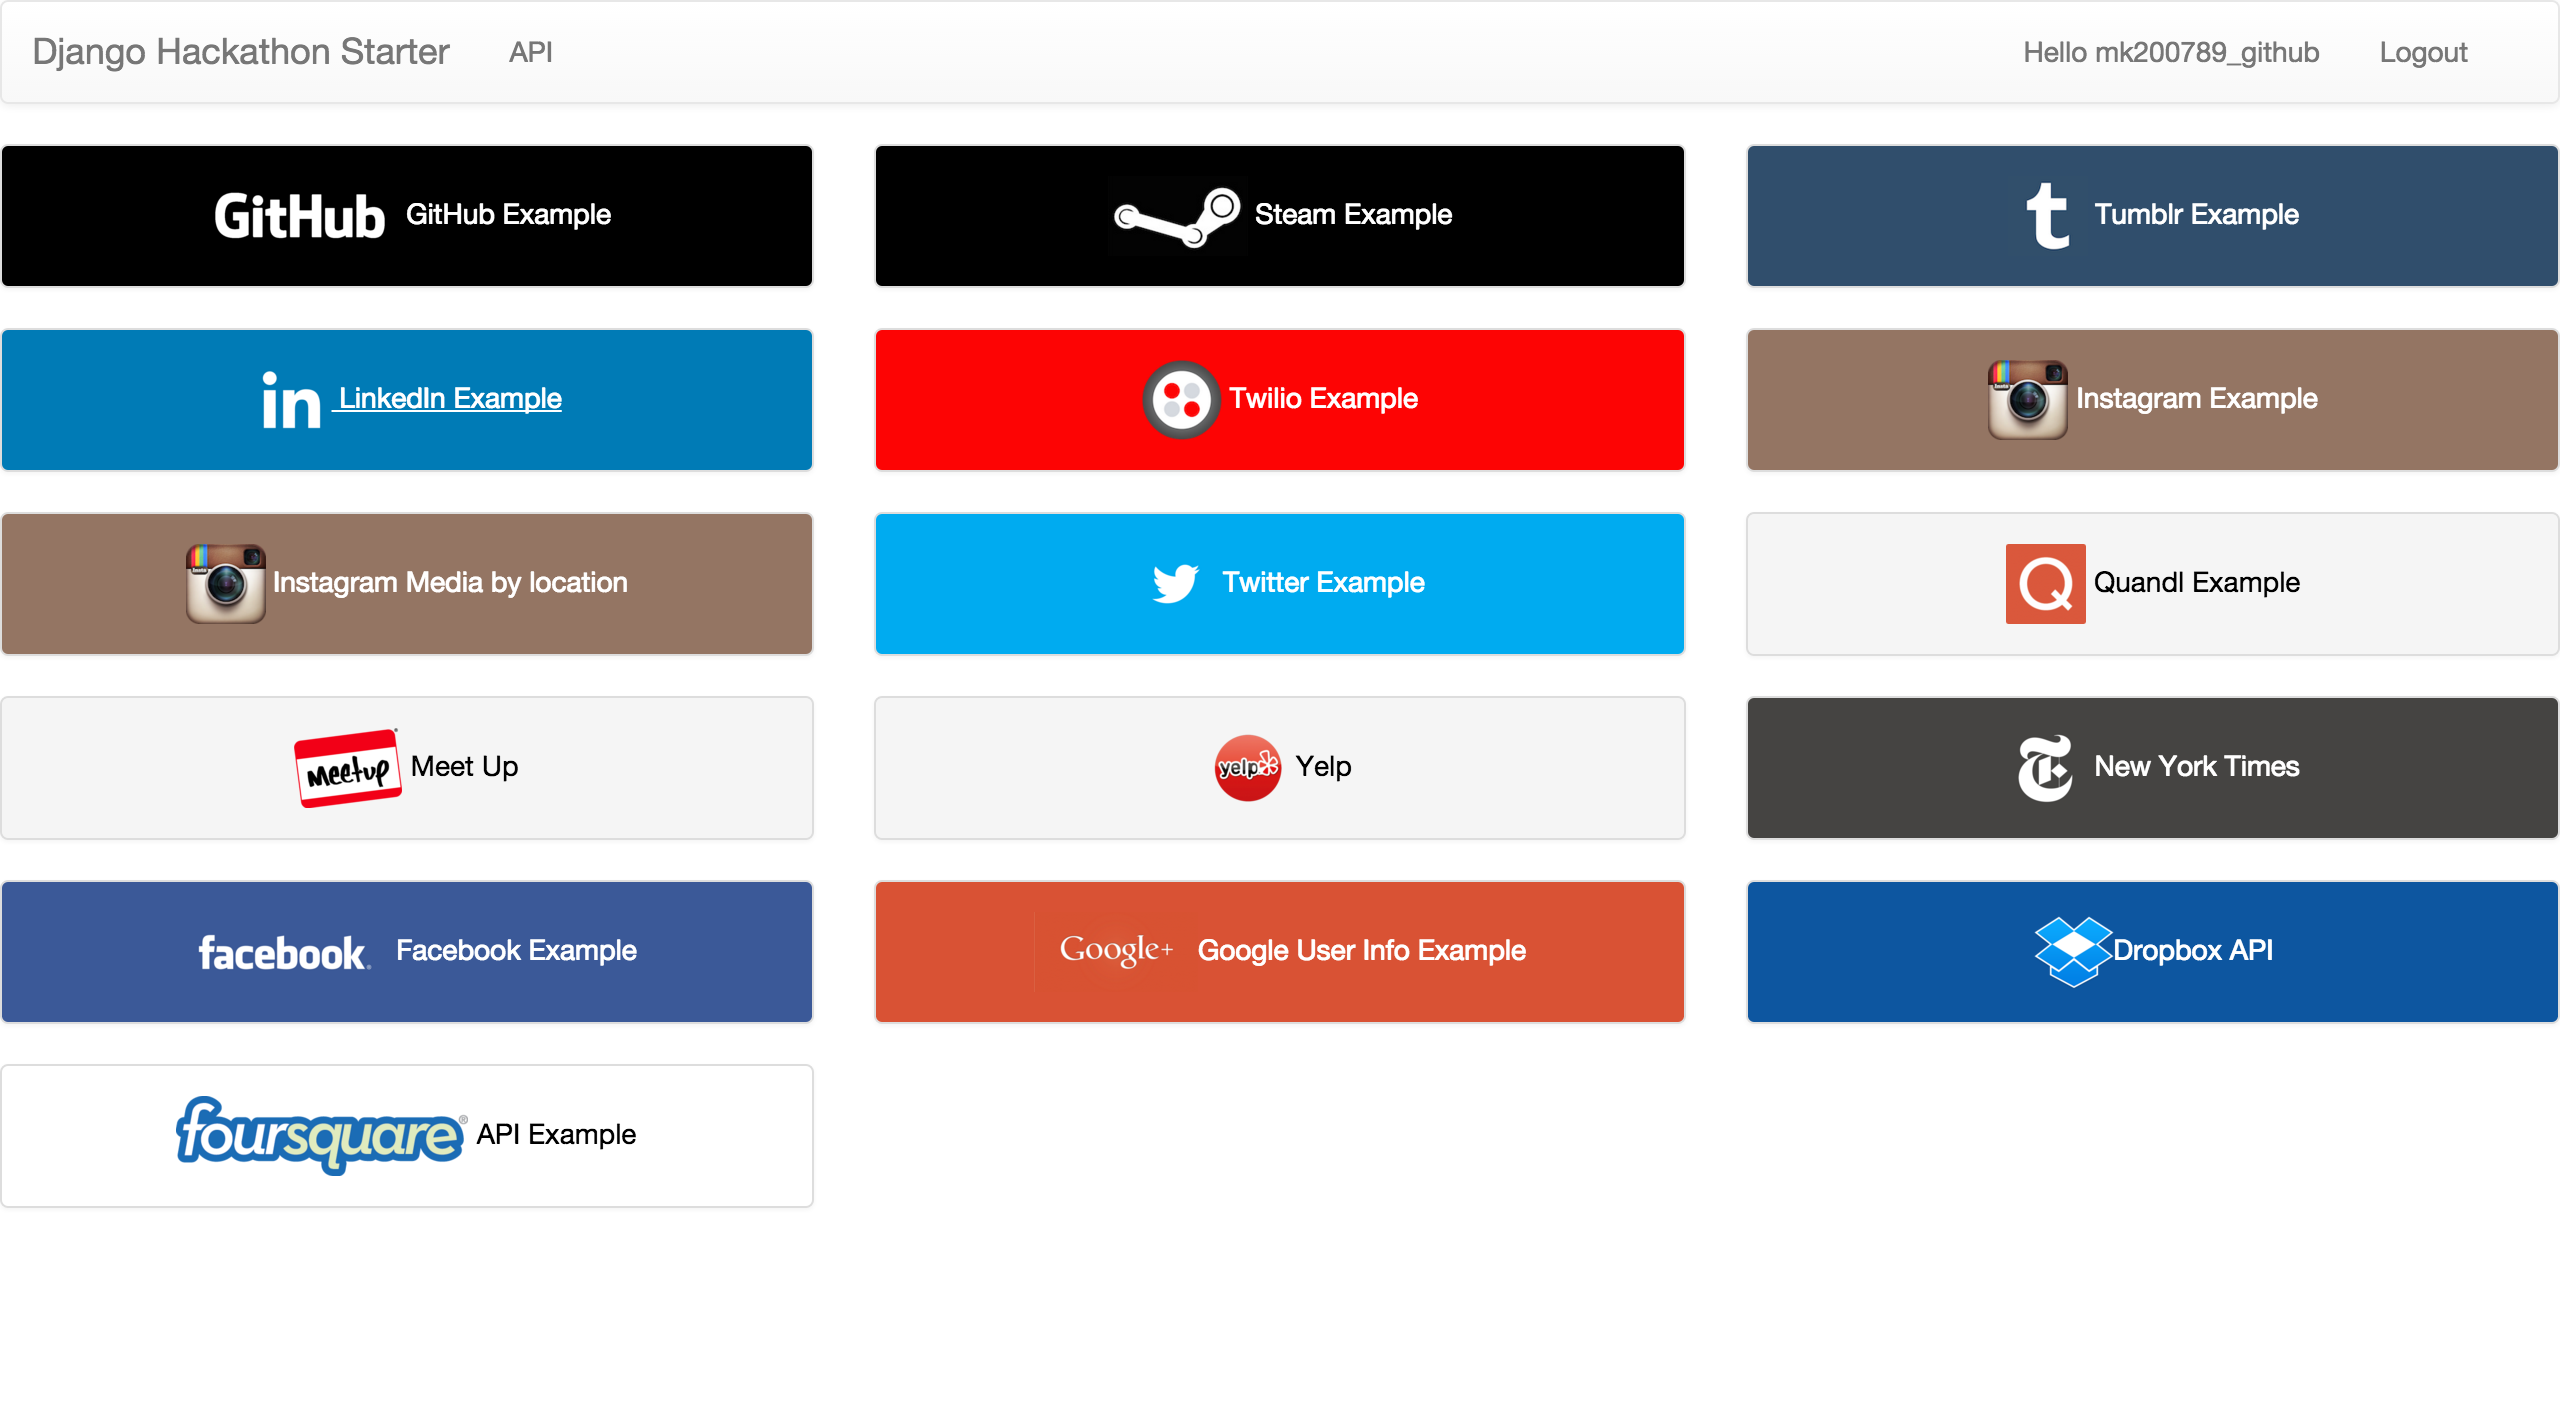 Django Hackathon Starter API Hello mk200789_github Logout
GitHub GitHub Example
Steam Example
t Tumblr Example
in LinkedIn Example
Twilio Example
Instagram Example
Instagram Media by location
Twitter Example
Q Quandl Example
Meetup Meet Up
yelp Yelp
T New York Times
facebook. Facebook Example
Google+ Google User Info Example
Dropbox API
foursquare® API Example